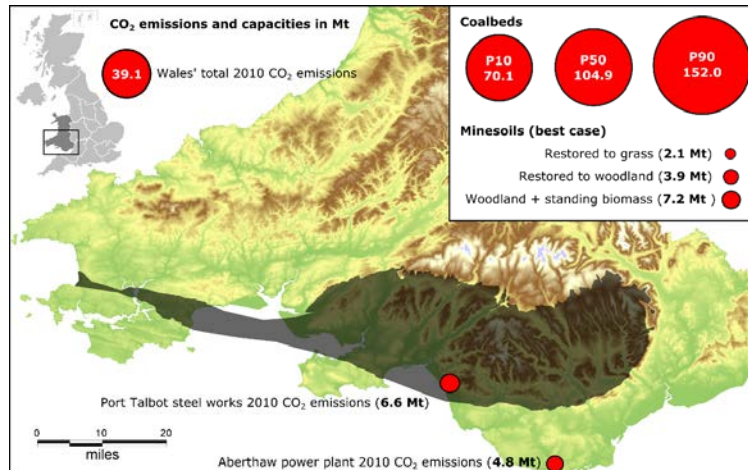 CO₂ emissions and capacities in Mt
39.1
Wales' total 2010 CO₂ emissions
Coalbeds
P10
70.1
P50
104.9
P90
152.0
Minesoils (best case)
Restored to grass (2.1 Mt)
Restored to woodland (3.9 Mt)
Woodland + standing biomass (7.2 Mt )
Port Talbot steel works 2010 CO₂ emissions (6.6 Mt)
0 10 20
miles
Aberthaw power plant 2010 CO₂ emissions (4.8 Mt)